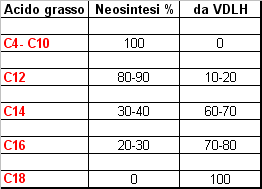 Acido grasso Neosintesi % da VDLH
C4- C10 100 0
C12 80-90 10-20
C14 30-40 60-70
C16 20-30 70-80
C18 0 100